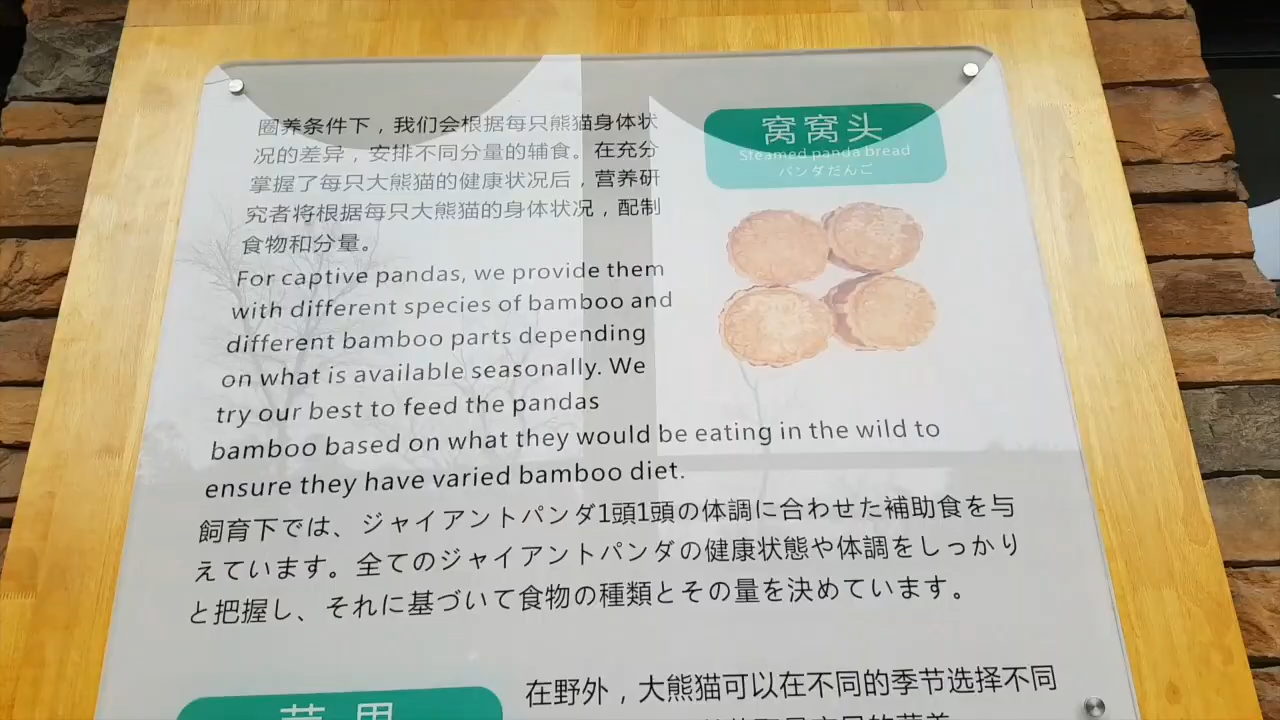 圈养条件下，我们会根据每只熊猫身体状
况的差异，安排不同分量的辅食。在充分
掌握了每只大熊猫的健康状况后，营养研
究者将根据每只大熊猫的身体状况，配制
食物和分量。
For captive pandas, we provide them
with different species of bamboo and
different bamboo parts depending
on what is available seasonally. We
try our best to feed the pandas
bamboo based on what they would be eating in the wild to
ensure they have varied bamboo diet.
飼育下では、ジャイアントパンダ1頭1頭の体調に合わせた補助食を与
えています。全てのジャイアントパンダの健康状態や体調をしっかり
と把握し、それに基づいて食物の種類とその量を決めています。
窝窝头
Steamed panda bread
パンダだんご
在野外，大熊猫可以在不同的季节选择不同